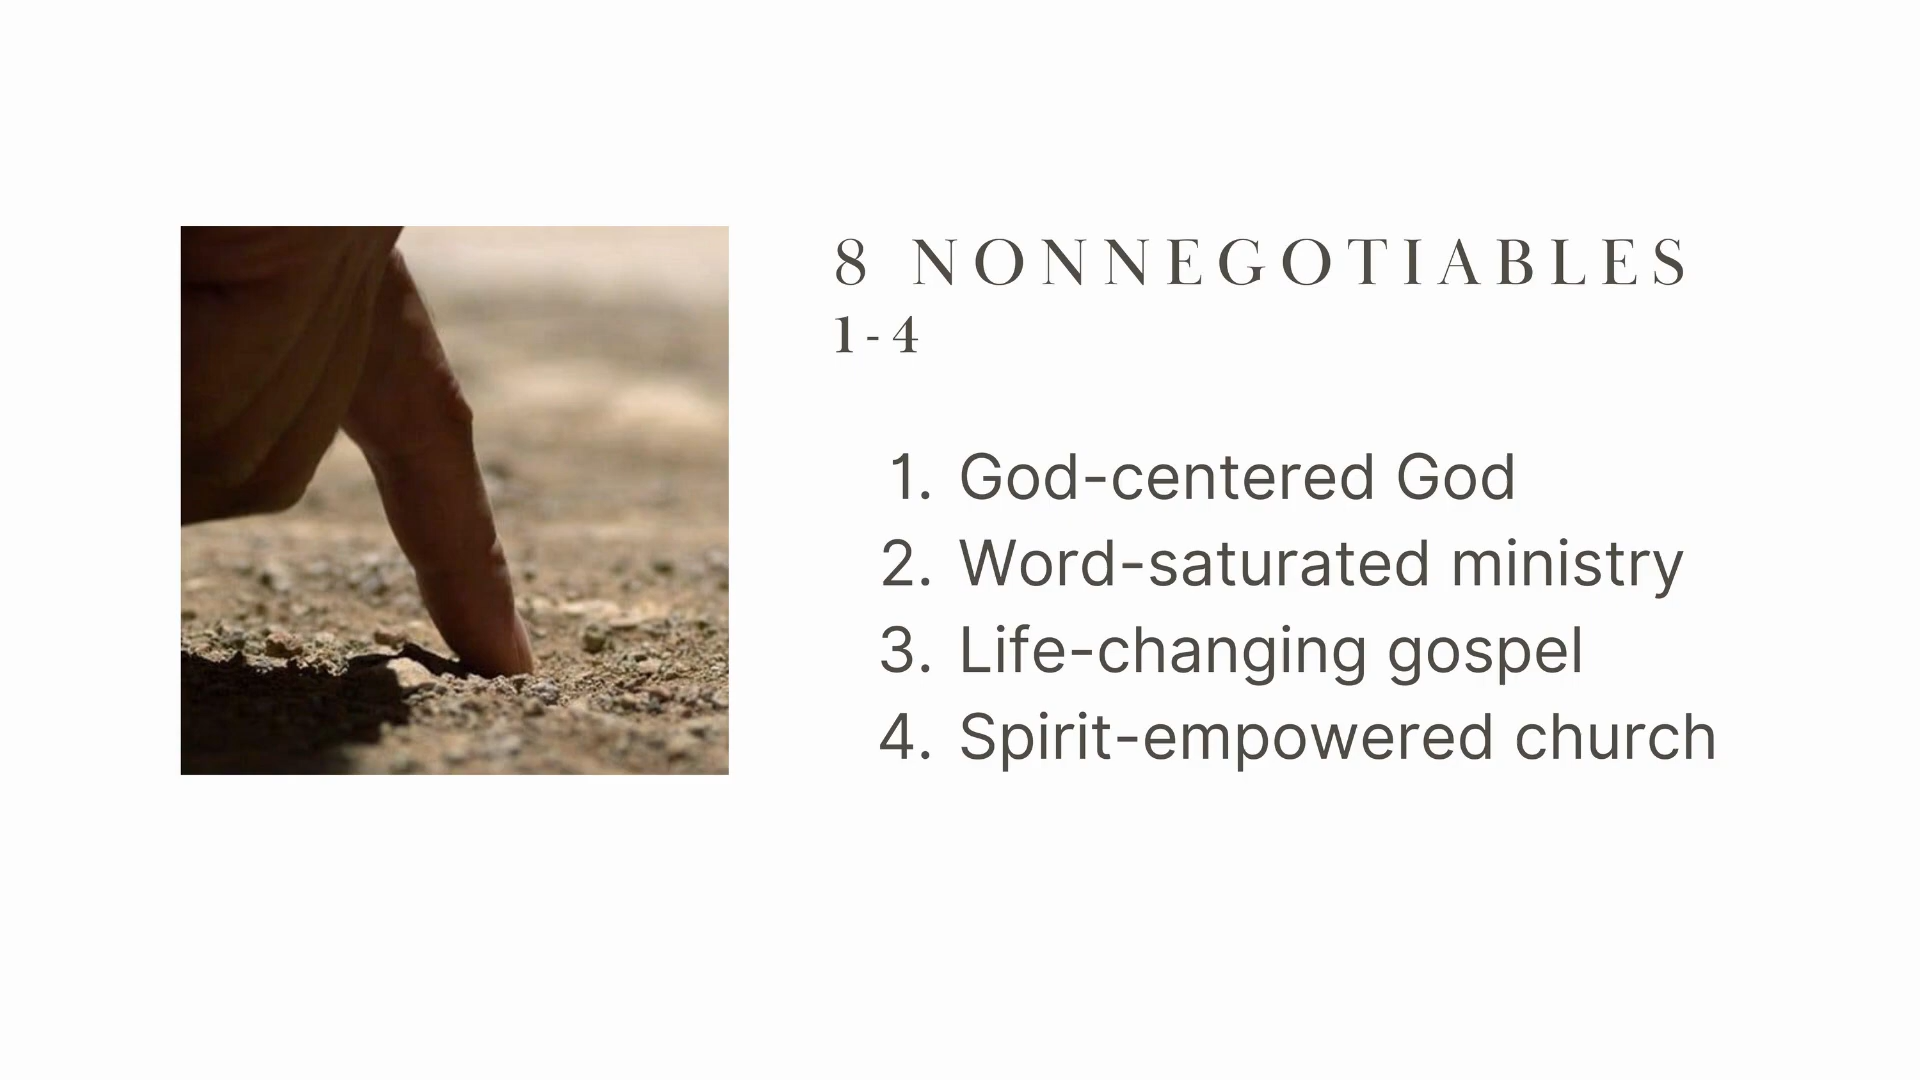 8 NONNEGOTIABLES
1-4
1. God-centered God
2. Word-saturated ministry
3. Life-changing gospel
4. Spirit-empowered church